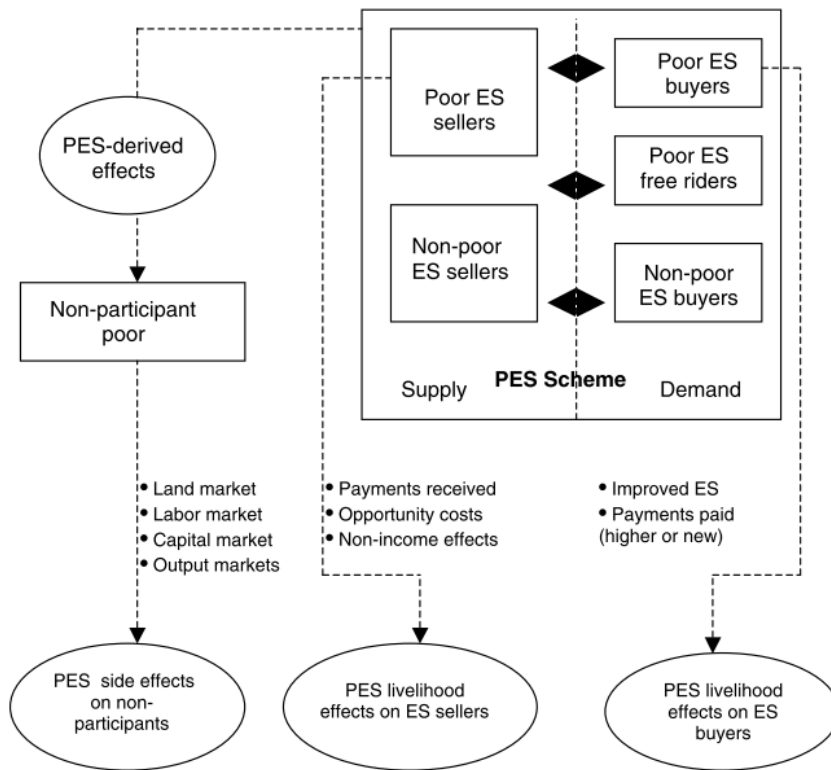 Poor ES
sellers
Poor ES
buyers
PES-derived
effects
Poor ES
free riders
Non-poor
ES sellers
Non-poor
ES buyers
Non-participant
poor
PES Scheme
Supply
Demand
• Land market
• Labor market
• Capital market
• Output markets
• Payments received
• Opportunity costs
• Non-income effects
• Improved ES
• Payments paid
(higher or new)
PES side effects
on non-
participants
PES livelihood
effects on ES sellers
PES livelihood
effects on ES
buyers